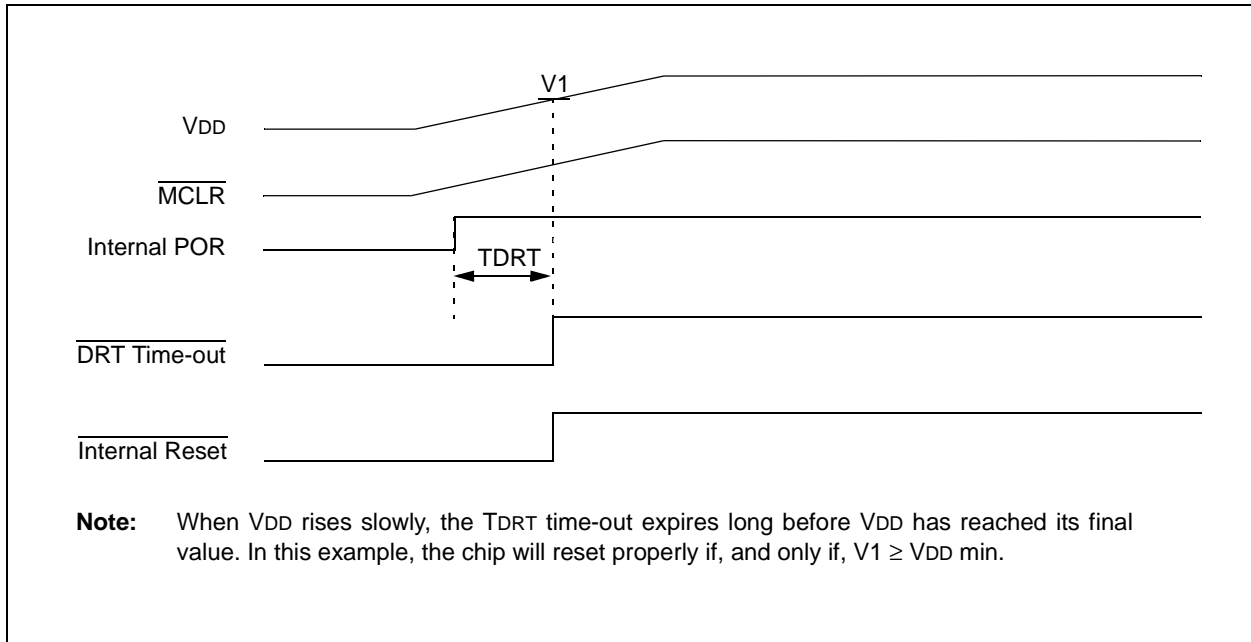 V1
VDD
MCLR
Internal POR
TDRT
DRT Time-out
Internal Reset
Note: When VDD rises slowly, the TDRT time-out expires long before VDD has reached its final
value. In this example, the chip will reset properly if, and only if, V1 ≥ VDD min.